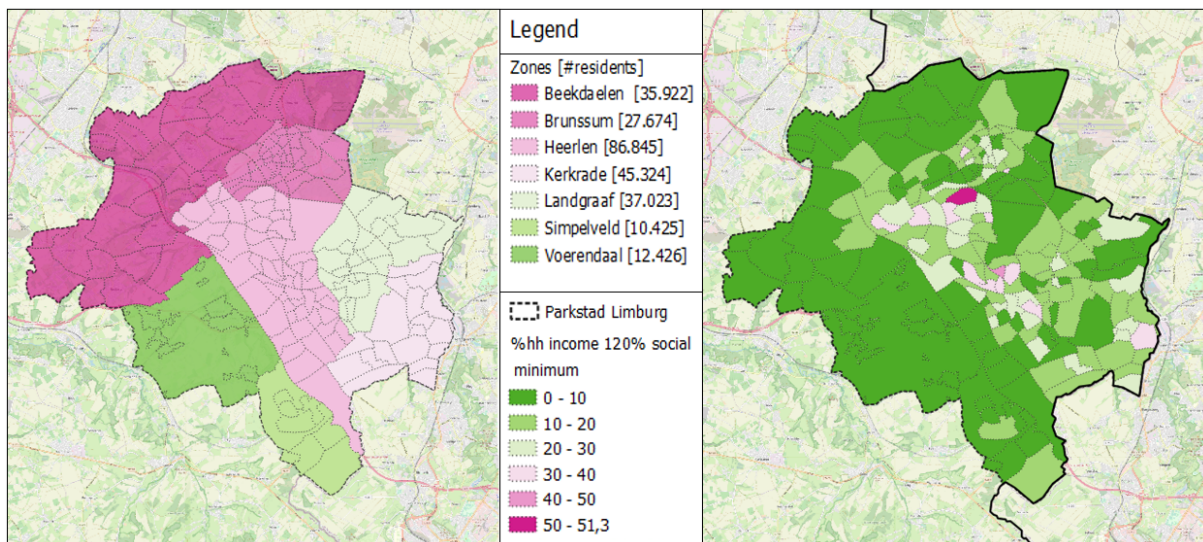 Legend
Zones [#residents]
Beekdaelen [35.922]
Brunssum [27.674]
Heerlen [86.845]
Kerkrade [45.324]
Landgraaf [37.023]
Simpelveld [10.425]
Voerendaal [12.426]
Parkstad Limburg
%hh income 120% social
minimum
0 - 10
10 - 20
20 - 30
30 - 40
40 - 50
50 - 51,3